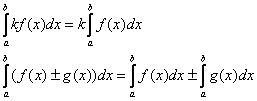 ∫_a^b kf(x)dx = k∫_a^b f(x)dx
∫_a^b (f(x) ± g(x))dx = ∫_a^b f(x)dx ± ∫_a^b g(x)dx